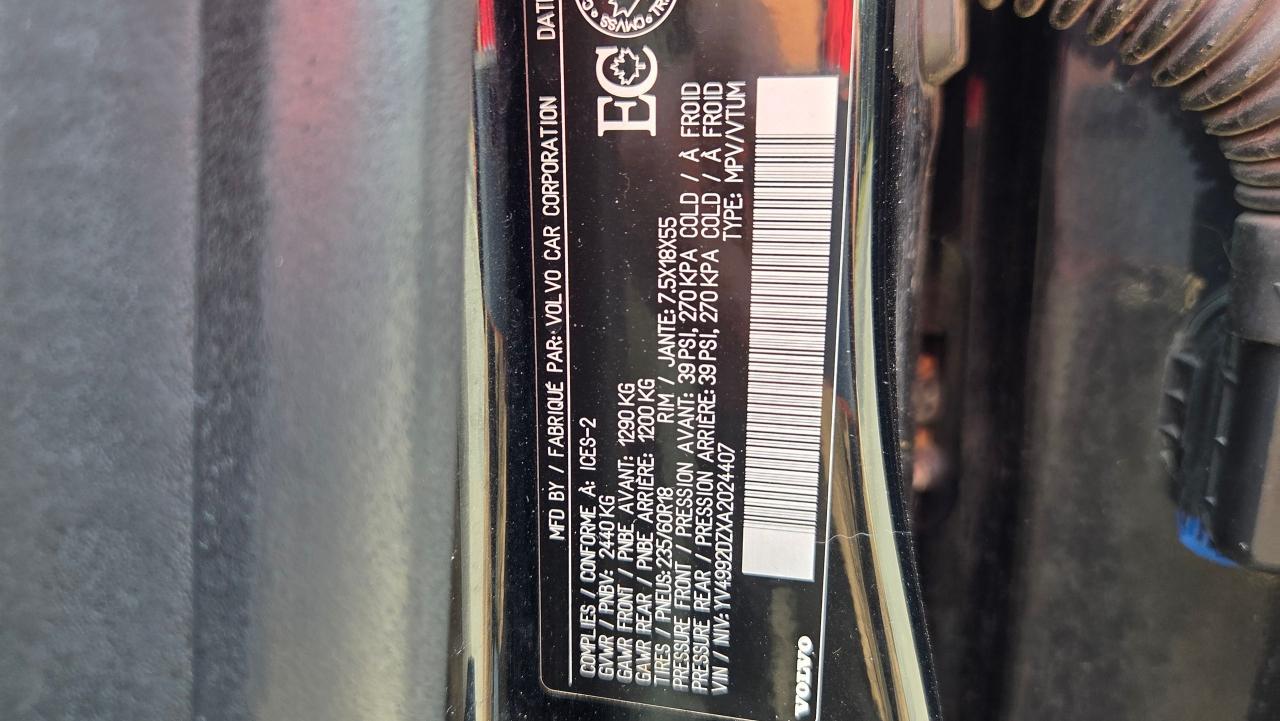 MFD BY / FABRIQUÉ PAR: VOLVO CAR CORPORATION
COMPLIES / CONFORME À: ICES-2
GVWR / PNBV: 2440 KG
GAWR FRONT / PNBE AVANT: 1290 KG
GAWR REAR / PNBE ARRIÈRE: 1200 KG
TIRES / PNEUS: 235/60R18 RIM / JANTE: 7.5X18X55
PRESSURE FRONT / PRESSION AVANT: 39 PSI, 270 KPA COLD / À FROID
PRESSURE REAR / PRESSION ARRIÈRE: 39 PSI, 270 KPA COLD / À FROID
VIN / NIV: YV4992DZXA2024407 TYPE: MPV/VTUM
EC
CMVSS
VOLVO